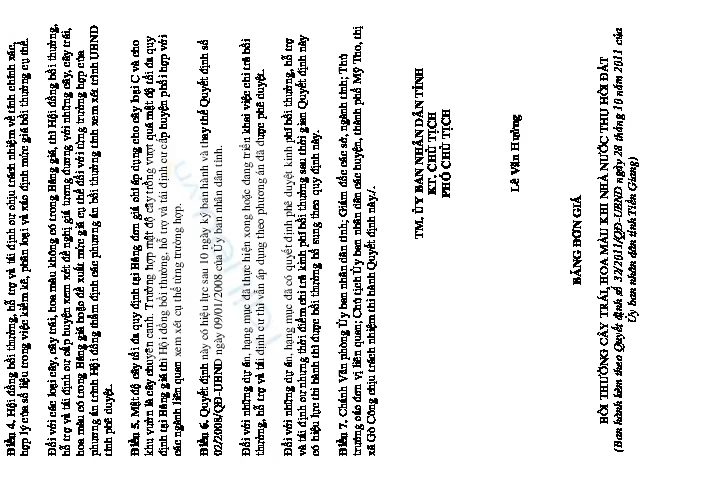 Điều 4. Hội đồng bồi thường, hỗ trợ và tái định cư chịu trách nhiệm về tính chính xác,
hợp lý của số liệu trong việc kiểm kê, phân loại và xác định mức giá bồi thường cụ thể.
Đối với các loại cây, cây trái, hoa màu không có trong Bảng giá, thì Hội đồng bồi thường,
hỗ trợ và tái định cư cấp huyện xem xét đề nghị giá tương đương với những cây, cây trái,
hoa màu có trong Bảng giá hoặc đề xuất mức giá cụ thể đối với từng trường hợp của
phương án trình Hội đồng thẩm định các phương án bồi thường tỉnh xem xét trình UBND
tỉnh phê duyệt.
Điều 5. Mật độ cây tối đa quy định tại Bảng đơn giá chỉ áp dụng cho cây loại C và cho
khu vườn là cây chuyên canh. Trường hợp mật độ cây trồng vượt quá mật độ tối đa quy
định tại Bảng giá thì Hội đồng bồi thường, hỗ trợ và tái định cư cấp huyện phối hợp với
các ngành liên quan xem xét cụ thể từng trường hợp.
Điều 6. Quyết định này có hiệu lực sau 10 ngày ký ban hành và thay thế Quyết định số
02/2008/QĐ-UBND ngày 09/01/2008 của Ủy ban nhân dân tỉnh.
Đối với những dự án, hạng mục đã thực hiện xong hoặc đang triển khai việc chi trả bồi
thường, hỗ trợ và tái định cư thì vẫn áp dụng theo phương án đã được phê duyệt.
Đối với những dự án, hạng mục đã có quyết định phê duyệt kinh phí bồi thường, hỗ trợ
và tái định cư nhưng thời điểm chi trả kinh phí bồi thường sau thời gian Quyết định này
có hiệu lực thi hành thì được bồi thường bổ sung theo quy định này.
Điều 7. Chánh Văn phòng Ủy ban nhân dân tỉnh; Giám đốc các sở, ngành tỉnh; Thủ
trưởng các đơn vị liên quan; Chủ tịch Ủy ban nhân dân các huyện, thành phố Mỹ Tho, thị
xã Gò Công chịu trách nhiệm thi hành Quyết định này./.
TM. ỦY BAN NHÂN DÂN TỈNH
KT. CHỦ TỊCH
PHÓ CHỦ TỊCH
Lê Văn Hưởng
BẢNG ĐƠN GIÁ
BỒI THƯỜNG CÂY TRÁI, HOA MÀU KHI NHÀ NƯỚC THU HỒI ĐẤT
(Ban hành kèm theo Quyết định số 32/2011/QĐ-UBND ngày 28 tháng 10 năm 2011 của
Ủy ban nhân dân tỉnh Tiền Giang)